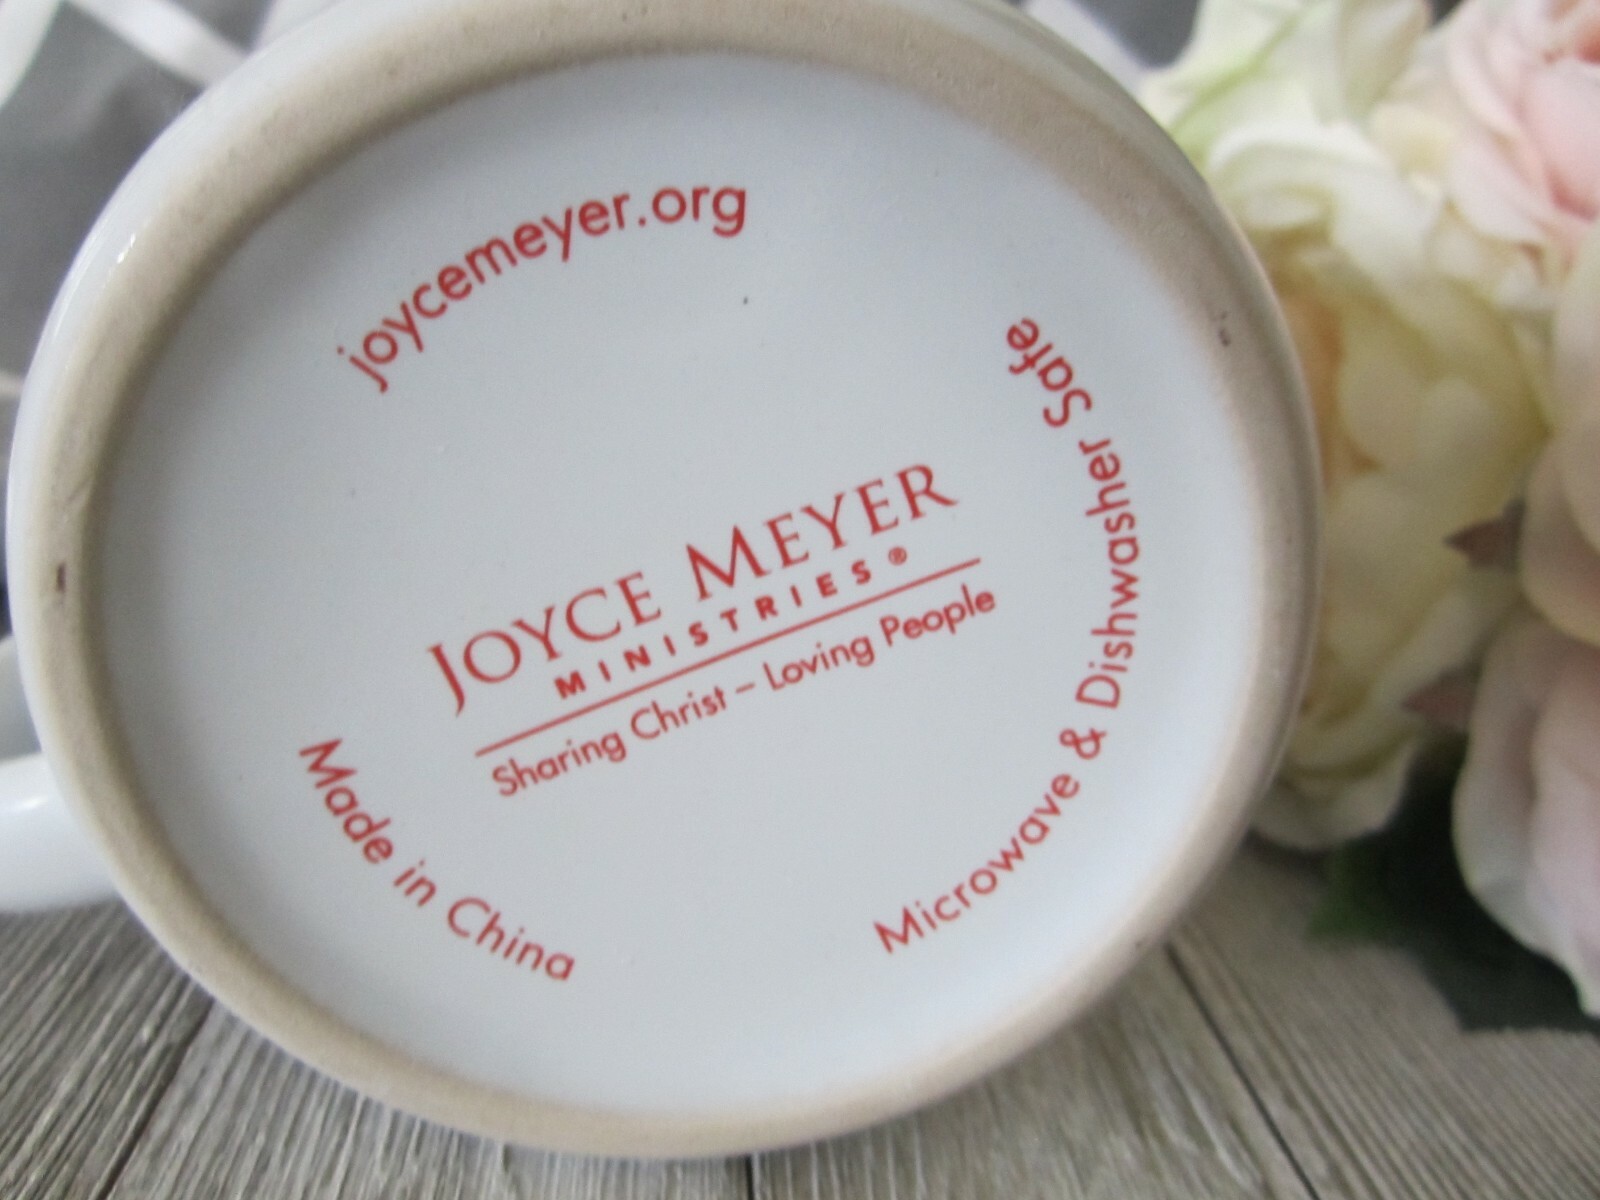 joycemeyer.org
JOYCE MEYER
MINISTRIES®
Sharing Christ – Loving People
Made in China
Microwave & Dishwasher Safe